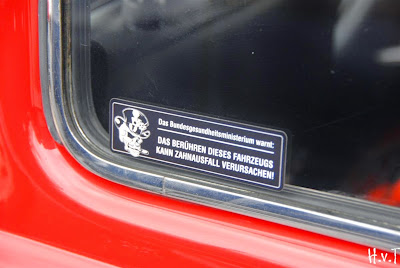 Das Bundesgesundheitsministerium warnt:
DAS BERÜHREN DIESES FAHRZEUGS
KANN ZAHNAUSFALL VERURSACHEN!
H.v.T